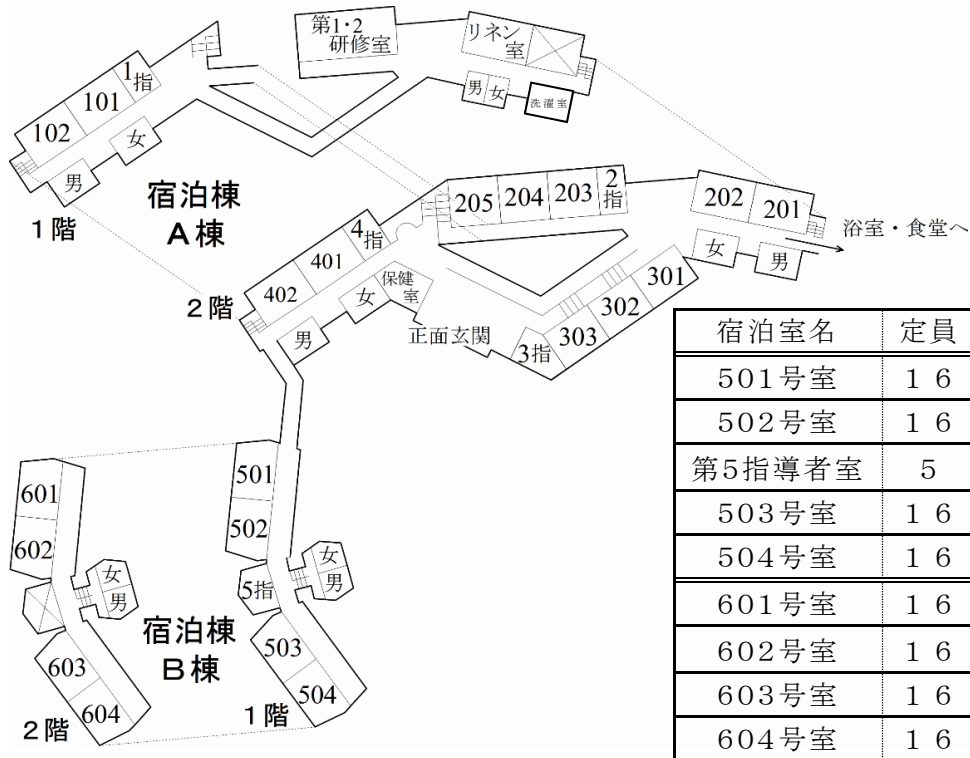 第1・2
研修室
リネン
室
男
女
洗濯室
1指
101
102
女
男
宿泊棟
A棟
1階
205
204
203
2指
202
201
浴室・食堂へ
女
男
4指
401
402
保健
室
女
男
2階
正面玄関
301
302
303
3指
601
602
女
男
603
604
2階
宿泊棟
B棟
501
502
女
男
5指
503
504
1階
宿泊室名 定員
501号室 16
502号室 16
第5指導者室 5
503号室 16
504号室 16
601号室 16
602号室 16
603号室 16
604号室 16